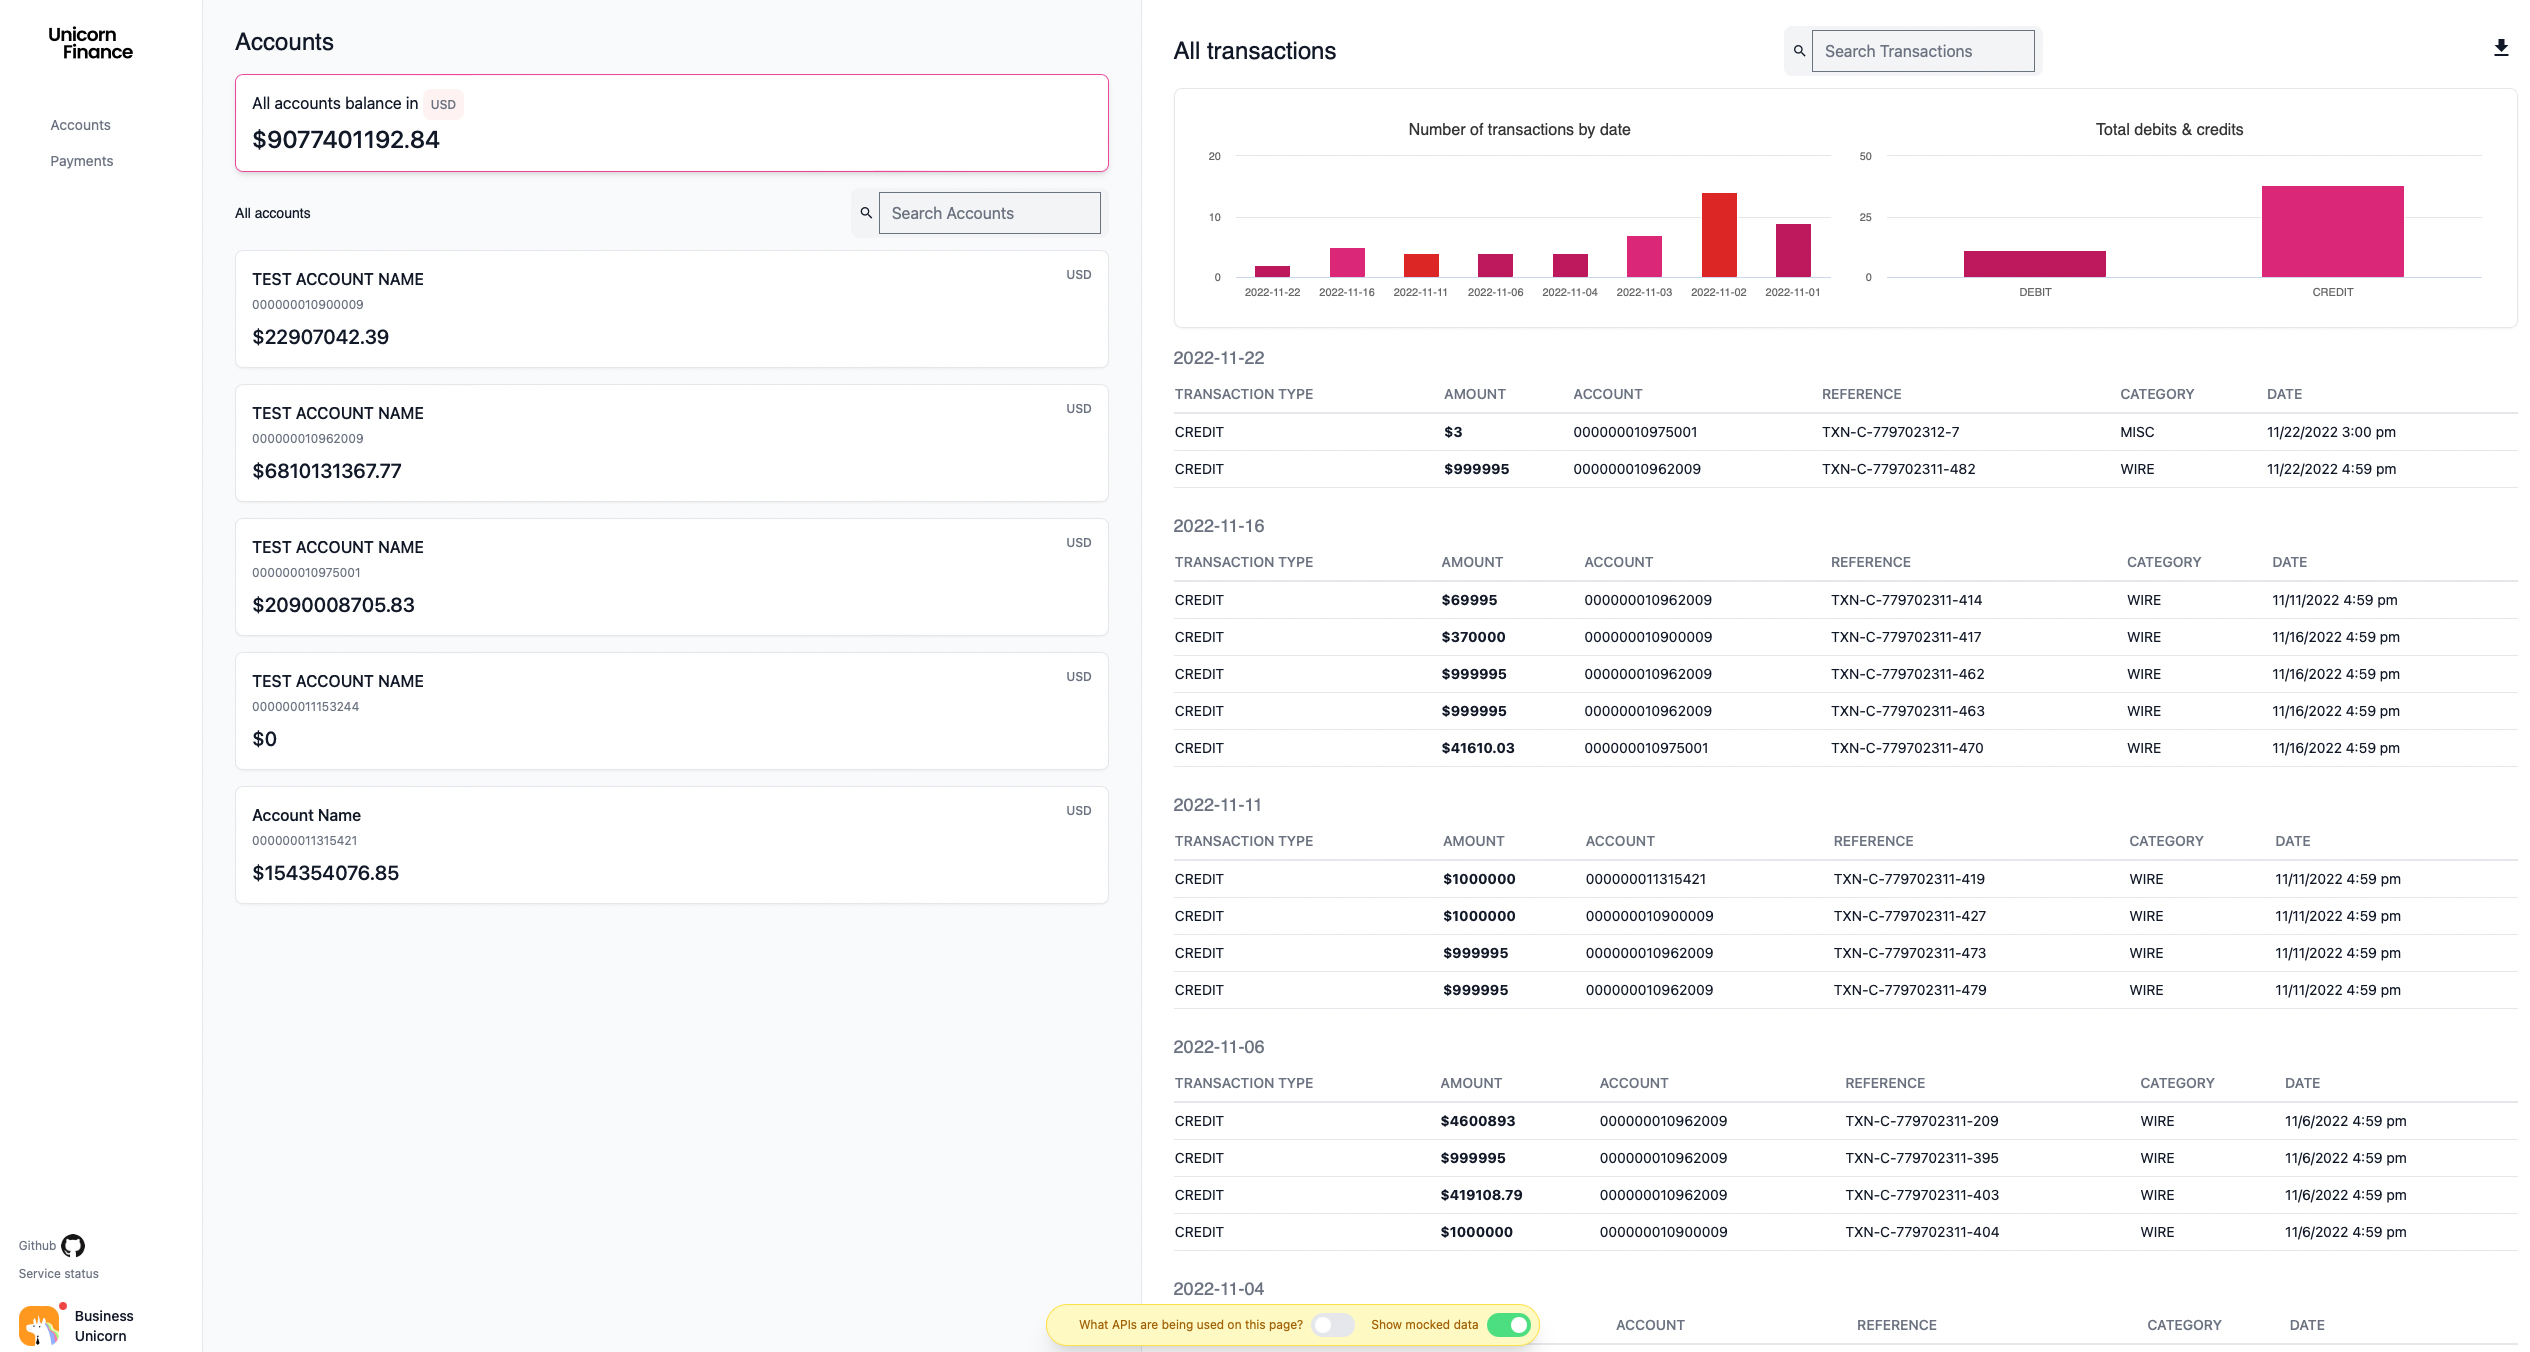 Unicorn
Finance
Accounts
Payments
Github
Service status
Business
Unicorn
Accounts
All accounts balance in USD
$9077401192.84
All accounts
Search Accounts
TEST ACCOUNT NAME USD
000000010900009
$22907042.39
TEST ACCOUNT NAME USD
000000010962009
$6810131367.77
TEST ACCOUNT NAME USD
000000010975001
$2090008705.83
TEST ACCOUNT NAME USD
000000011153244
$0
Account Name USD
000000011315421
$154354076.85
All transactions
Search Transactions
Number of transactions by date
20
10
0
2022-11-22 2022-11-16 2022-11-11 2022-11-06 2022-11-04 2022-11-03 2022-11-02 2022-11-01
Total debits & credits
50
25
0
DEBIT CREDIT
2022-11-22
TRANSACTION TYPE AMOUNT ACCOUNT REFERENCE CATEGORY DATE
CREDIT $3 000000010975001 TXN-C-779702312-7 MISC 11/22/2022 3:00 pm
CREDIT $999995 000000010962009 TXN-C-779702311-482 WIRE 11/22/2022 4:59 pm
2022-11-16
TRANSACTION TYPE AMOUNT ACCOUNT REFERENCE CATEGORY DATE
CREDIT $69995 000000010962009 TXN-C-779702311-414 WIRE 11/11/2022 4:59 pm
CREDIT $370000 000000010900009 TXN-C-779702311-417 WIRE 11/16/2022 4:59 pm
CREDIT $999995 000000010962009 TXN-C-779702311-462 WIRE 11/16/2022 4:59 pm
CREDIT $999995 000000010962009 TXN-C-779702311-463 WIRE 11/16/2022 4:59 pm
CREDIT $41610.03 000000010975001 TXN-C-779702311-470 WIRE 11/16/2022 4:59 pm
2022-11-11
TRANSACTION TYPE AMOUNT ACCOUNT REFERENCE CATEGORY DATE
CREDIT $1000000 000000011315421 TXN-C-779702311-419 WIRE 11/11/2022 4:59 pm
CREDIT $1000000 000000010900009 TXN-C-779702311-427 WIRE 11/11/2022 4:59 pm
CREDIT $999995 000000010962009 TXN-C-779702311-473 WIRE 11/11/2022 4:59 pm
CREDIT $999995 000000010962009 TXN-C-779702311-479 WIRE 11/11/2022 4:59 pm
2022-11-06
TRANSACTION TYPE AMOUNT ACCOUNT REFERENCE CATEGORY DATE
CREDIT $4600893 000000010962009 TXN-C-779702311-209 WIRE 11/6/2022 4:59 pm
CREDIT $999995 000000010962009 TXN-C-779702311-395 WIRE 11/6/2022 4:59 pm
CREDIT $419108.79 000000010962009 TXN-C-779702311-403 WIRE 11/6/2022 4:59 pm
CREDIT $1000000 000000010900009 TXN-C-779702311-404 WIRE 11/6/2022 4:59 pm
2022-11-04
ACCOUNT REFERENCE CATEGORY DATE
What APIs are being used on this page? Show mocked data